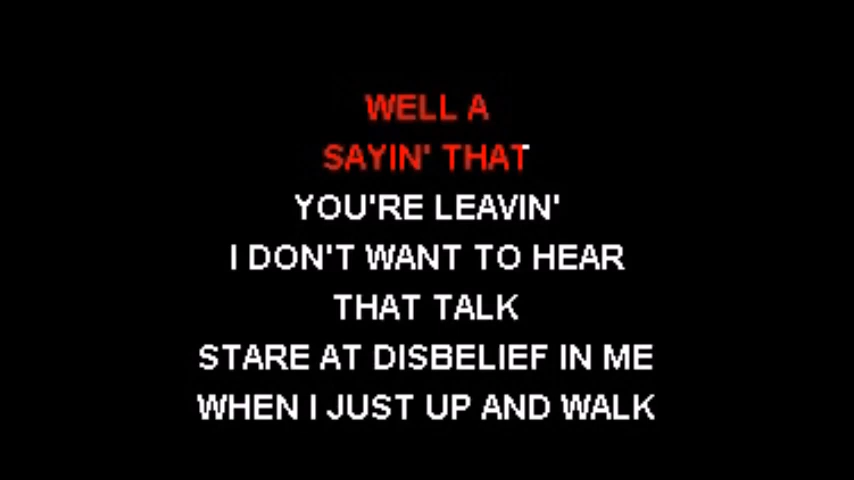 WELL A
SAYIN' THAT
YOU'RE LEAVIN'
I DON'T WANT TO HEAR
THAT TALK
STARE AT DISBELIEF IN ME
WHEN I JUST UP AND WALK